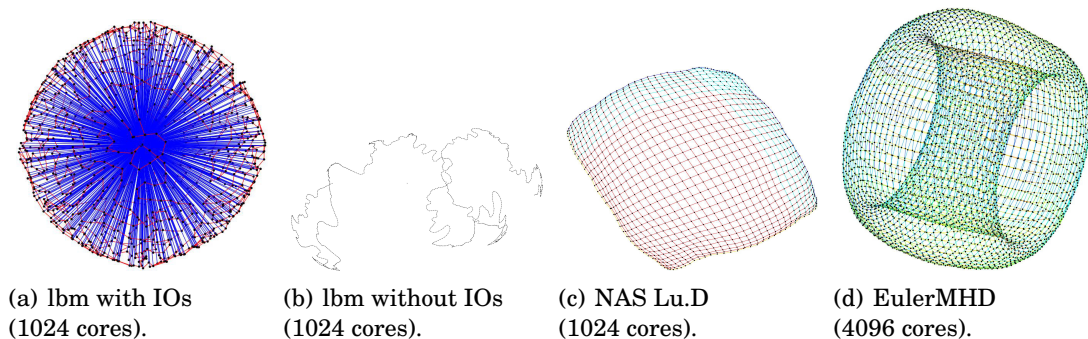 (a) lbm with IOs
(1024 cores).
(b) lbm without IOs
(1024 cores).
(c) NAS Lu.D
(1024 cores).
(d) EulerMHD
(4096 cores).